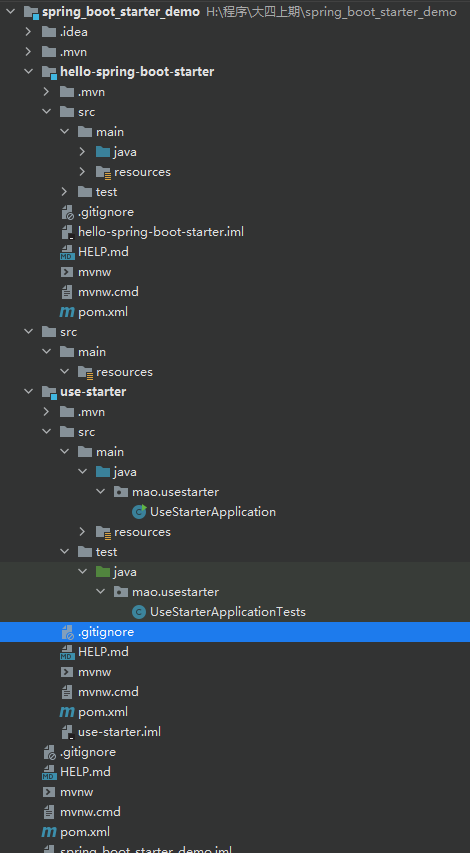 spring_boot_starter_demo H:\程序\大四上期\spring_boot_starter_demo
.idea
.mvn
hello-spring-boot-starter
.mvn
src
main
java
resources
test
.gitignore
hello-spring-boot-starter.iml
HELP.md
mvnw
mvnw.cmd
pom.xml
src
main
resources
use-starter
.mvn
src
main
java
mao.usestarter
UseStarterApplication
resources
test
java
mao.usestarter
UseStarterApplicationTests
.gitignore
HELP.md
mvnw
mvnw.cmd
pom.xml
use-starter.iml
.gitignore
HELP.md
mvnw
mvnw.cmd
pom.xml
spring_boot_starter_demo.iml